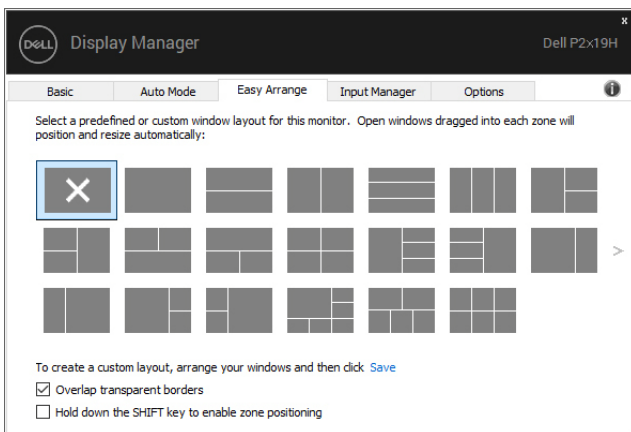 x
DELL Display Manager Dell P2x19H
Basic Auto Mode Easy Arrange Input Manager Options i
Select a predefined or custom window layout for this monitor. Open windows dragged into each zone will
position and resize automatically:
>
To create a custom layout, arrange your windows and then click Save
Overlap transparent borders
Hold down the SHIFT key to enable zone positioning